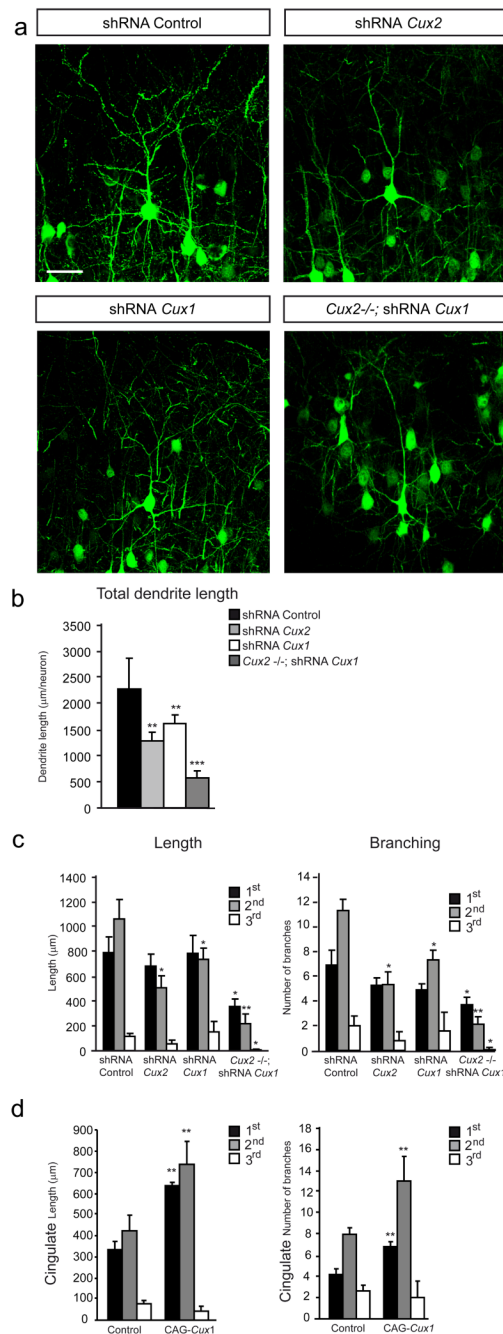 a
shRNA Control
shRNA Cux2
shRNA Cux1
Cux2-/-; shRNA Cux1
b
Total dendrite length
Dendrite length (μm/neuron)
3500
3000
2500
2000
1500
1000
500
0
**
**
***
shRNA Control
shRNA Cux2
shRNA Cux1
Cux2 -/-; shRNA Cux1
c
Length
Length (μm)
1400
1200
1000
800
600
400
200
0
1st
2nd
3rd
*
*
*
**
*
shRNA Control
shRNA Cux2
shRNA Cux1
Cux2 -/-; shRNA Cux1
Branching
Number of branches
14
12
10
8
6
4
2
0
1st
2nd
3rd
*
*
*
**
*
shRNA Control
shRNA Cux2
shRNA Cux1
Cux2 -/- shRNA Cux1
d
Cingulate Length (μm)
900
800
700
600
500
400
300
200
100
0
1st
2nd
3rd
**
**
Control
CAG-Cux1
Cingulate Number of branches
18
16
14
12
10
8
6
4
2
0
1st
2nd
3rd
**
**
Control
CAG-Cux1